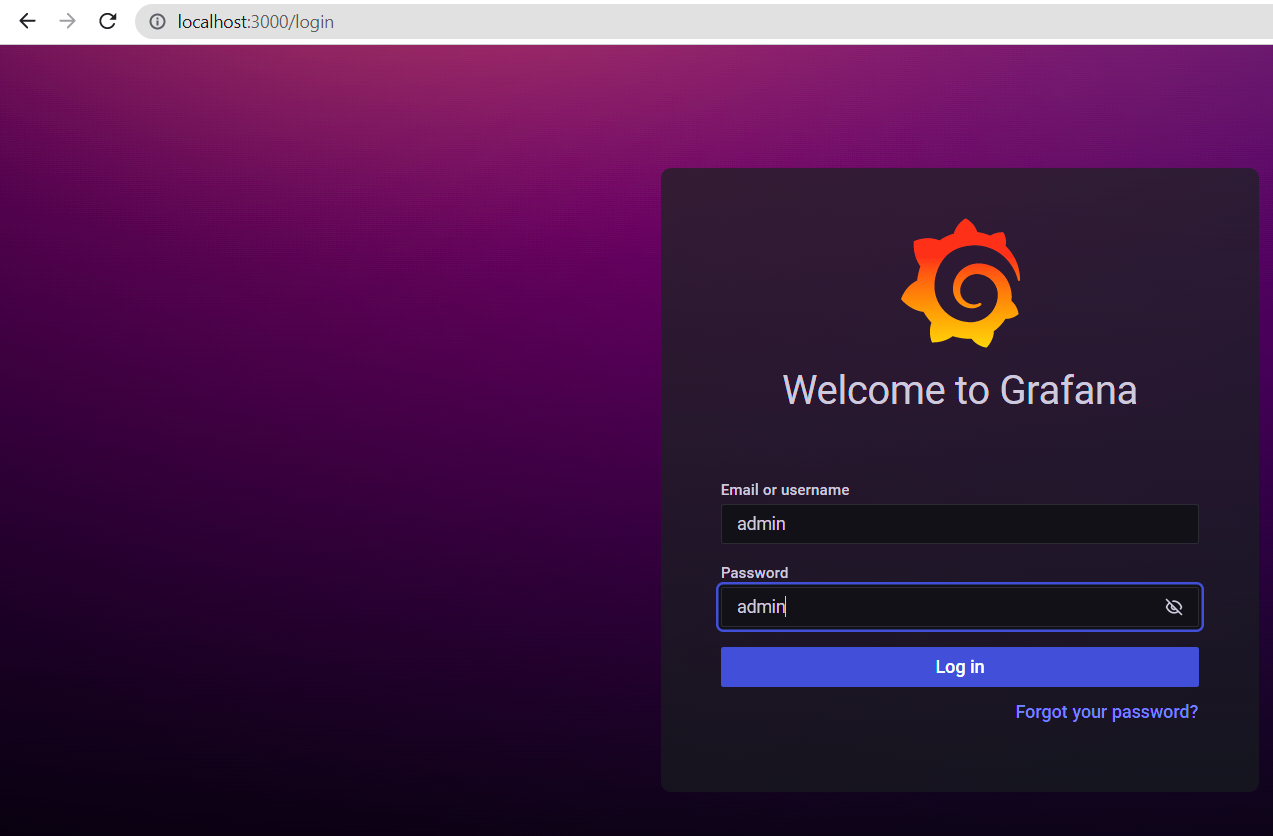 localhost:3000/login
Welcome to Grafana
Email or username
admin
Password
admin
Log in
Forgot your password?